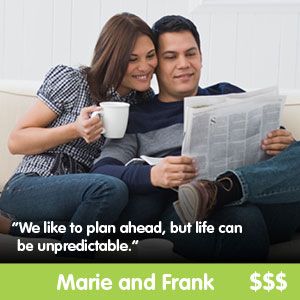 “We like to plan ahead, but life can
be unpredictable.”
Marie and Frank $$$